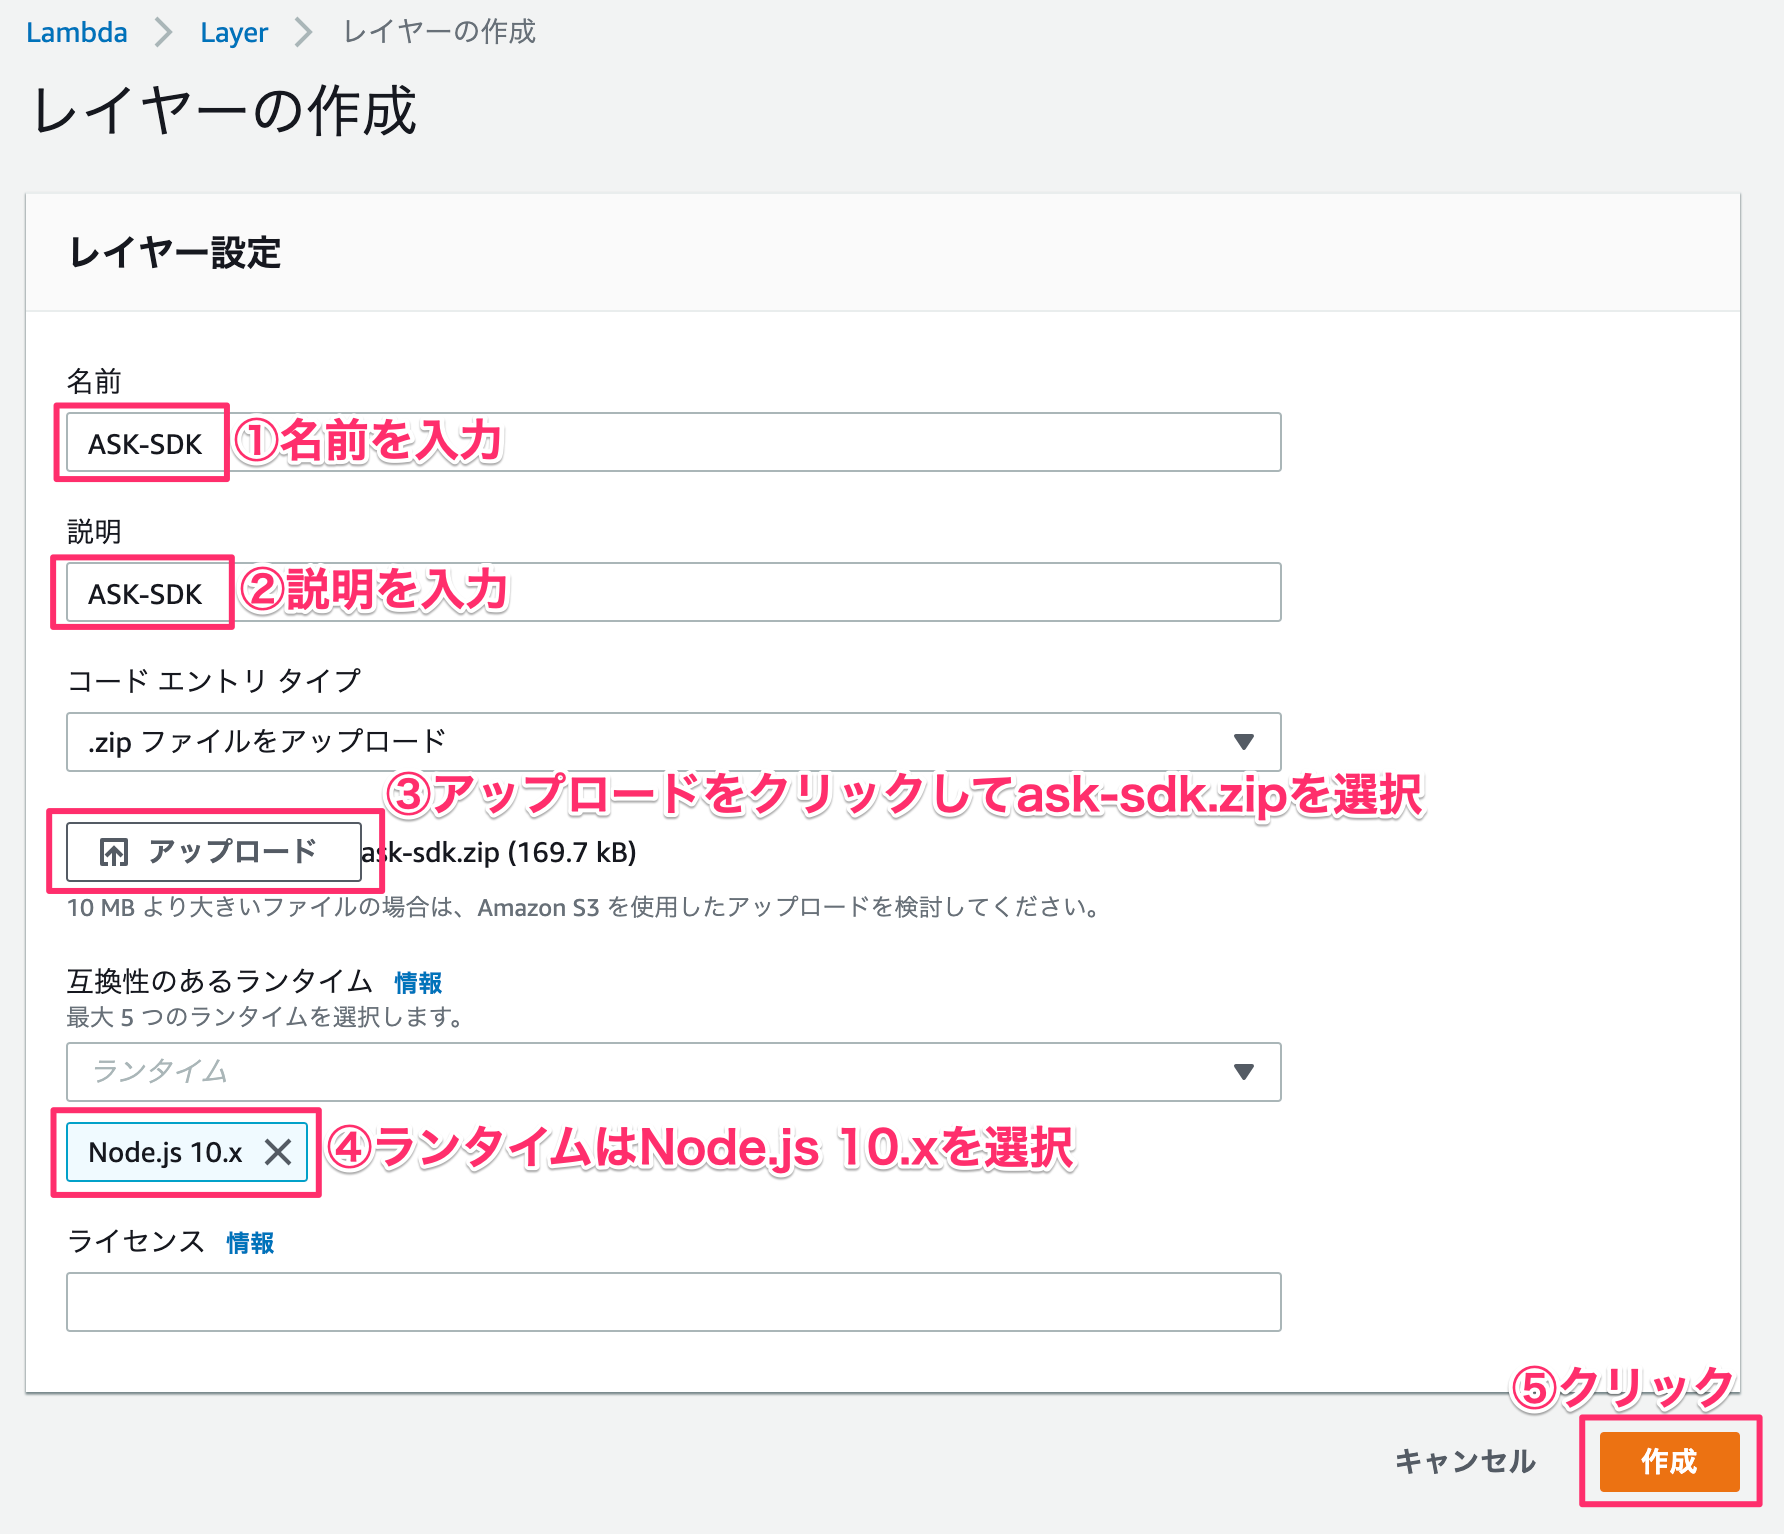 Lambda > Layer > レイヤーの作成
レイヤーの作成
レイヤー設定
名前
ASK-SDK ①名前を入力
説明
ASK-SDK ②説明を入力
コード エントリ タイプ
.zip ファイルをアップロード
③アップロードをクリックしてask-sdk.zipを選択
アップロード ask-sdk.zip (169.7 kB)
10 MB より大きいファイルの場合は、Amazon S3 を使用したアップロードを検討してください。
互換性のあるランタイム 情報
最大 5 つのランタイムを選択します。
ランタイム
Node.js 10.x ④ランタイムはNode.js 10.xを選択
ライセンス 情報
⑤クリック
キャンセル 作成